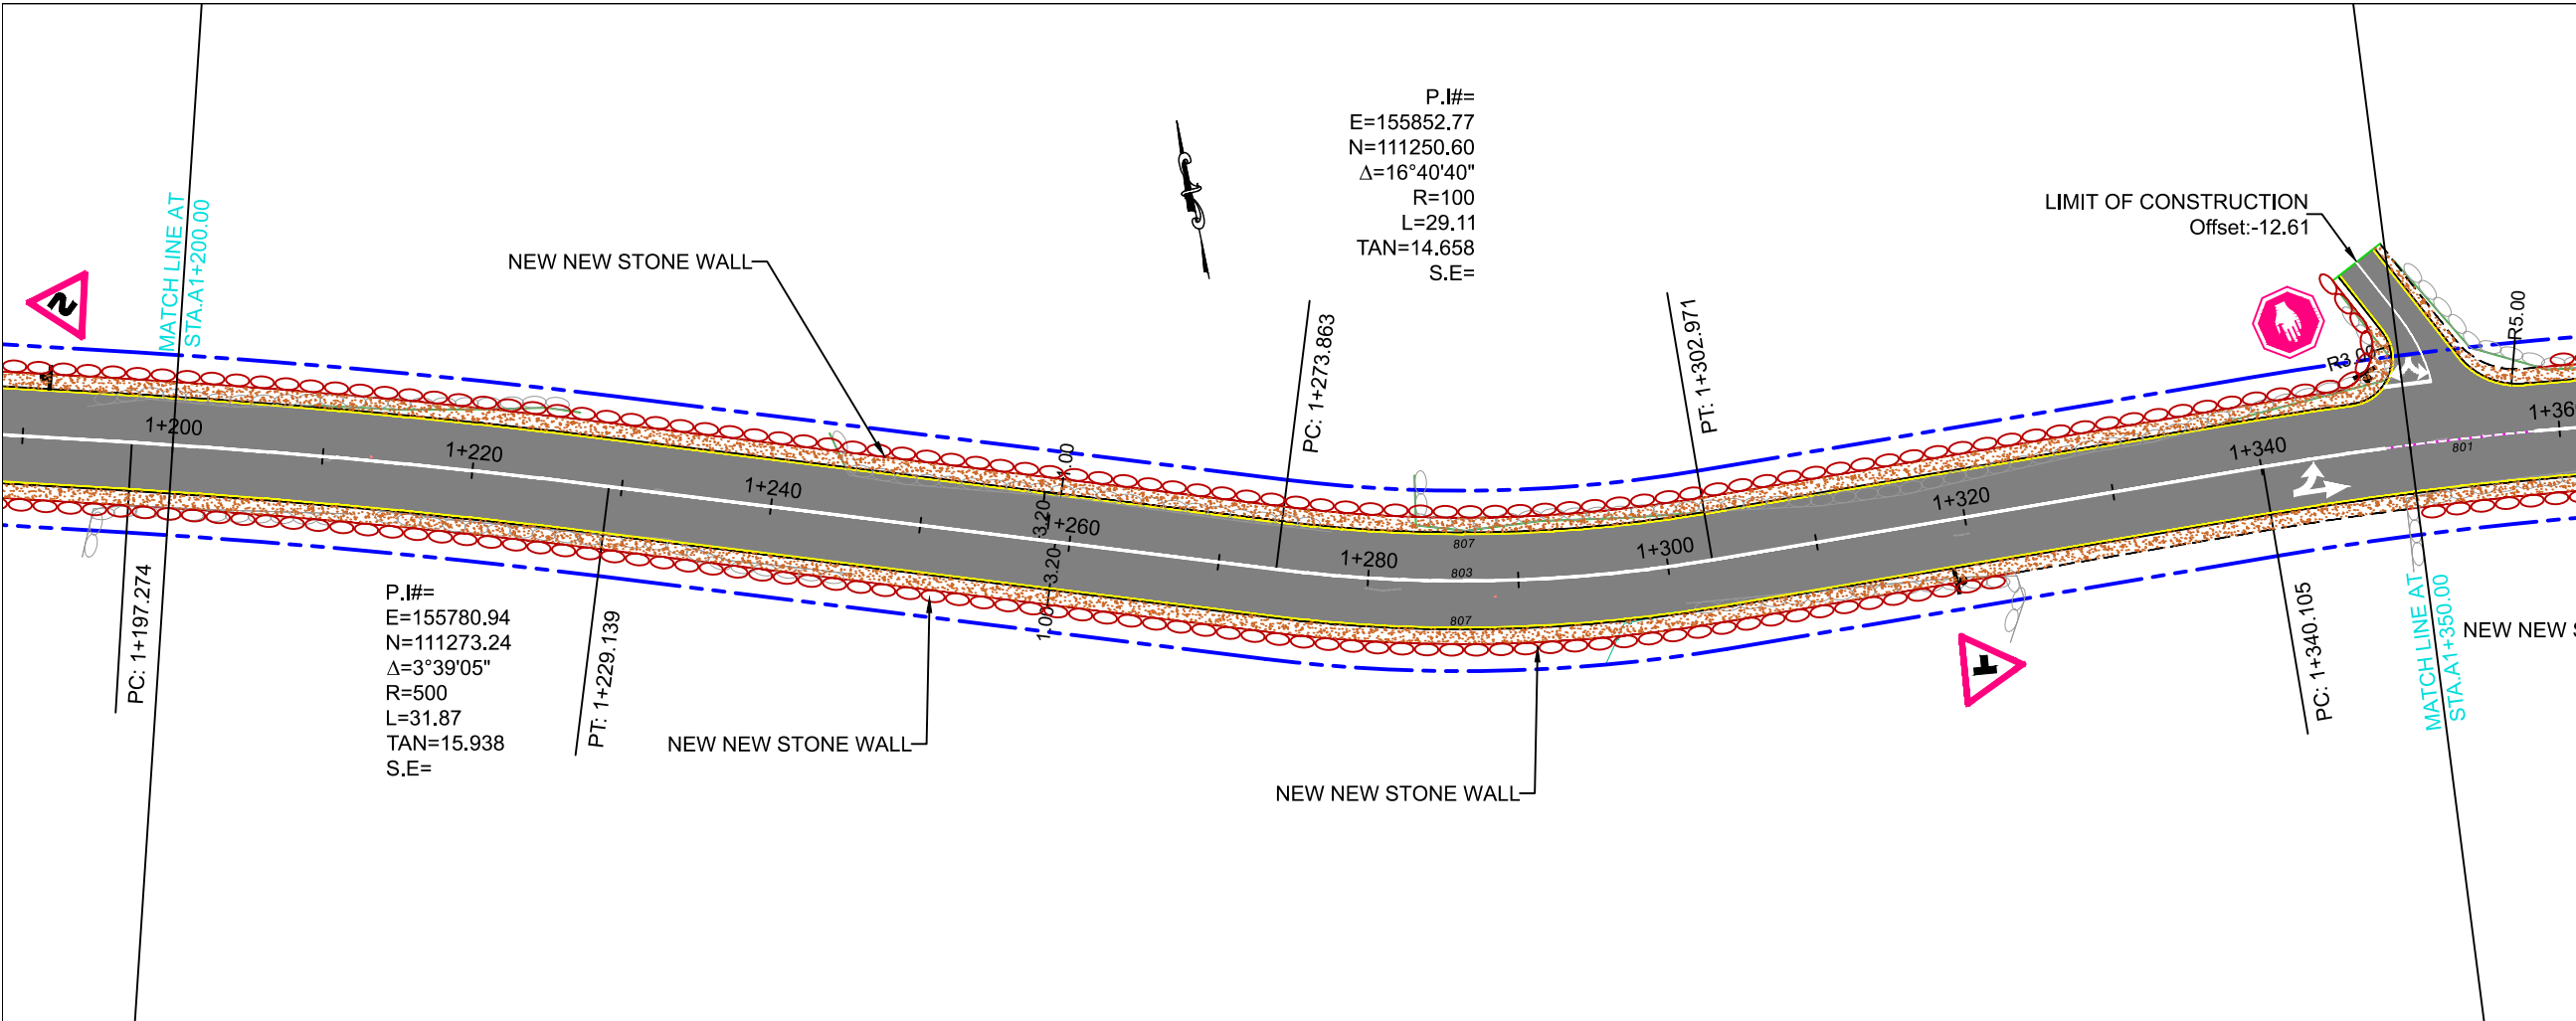 P.I#=
E=155852.77
N=111250.60
Δ=16°40'40"
R=100
L=29.11
TAN=14.658
S.E=
LIMIT OF CONSTRUCTION
Offset:-12.61
MATCH LINE AT
STA.A1+200.00
NEW NEW STONE WALL
PC: 1+273.863
PT: 1+302.971
R5.00
1+200
1+220
1+240
1+260
1+280
1+300
1+320
1+340
801
1.00
3.20
3.20
1.00
807
803
807
PC: 1+197.274
P.I#=
E=155780.94
N=111273.24
Δ=3°39'05"
R=500
L=31.87
TAN=15.938
S.E=
PT: 1+229.139
NEW NEW STONE WALL
NEW NEW STONE WALL
PC: 1+340.105
MATCH LINE AT
STA.A1+350.00
NEW NEW